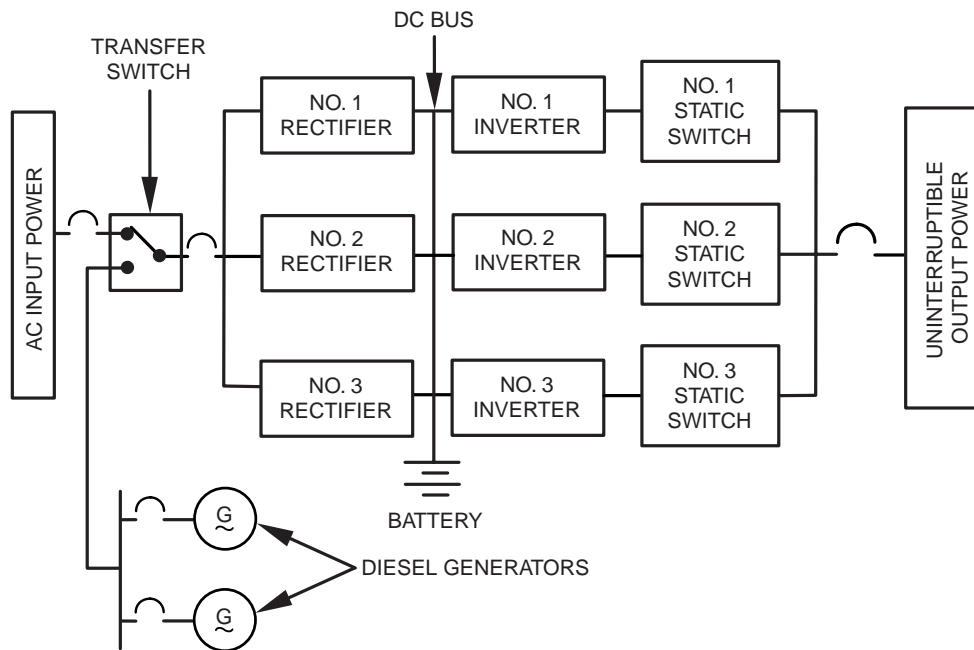 DC BUS
TRANSFER
SWITCH
AC INPUT POWER
NO. 1
RECTIFIER
NO. 1
INVERTER
NO. 1
STATIC
SWITCH
NO. 2
RECTIFIER
NO. 2
INVERTER
NO. 2
STATIC
SWITCH
NO. 3
RECTIFIER
NO. 3
INVERTER
NO. 3
STATIC
SWITCH
UNINTERRUPTIBLE
OUTPUT POWER
BATTERY
G
~
DIESEL GENERATORS
G
~